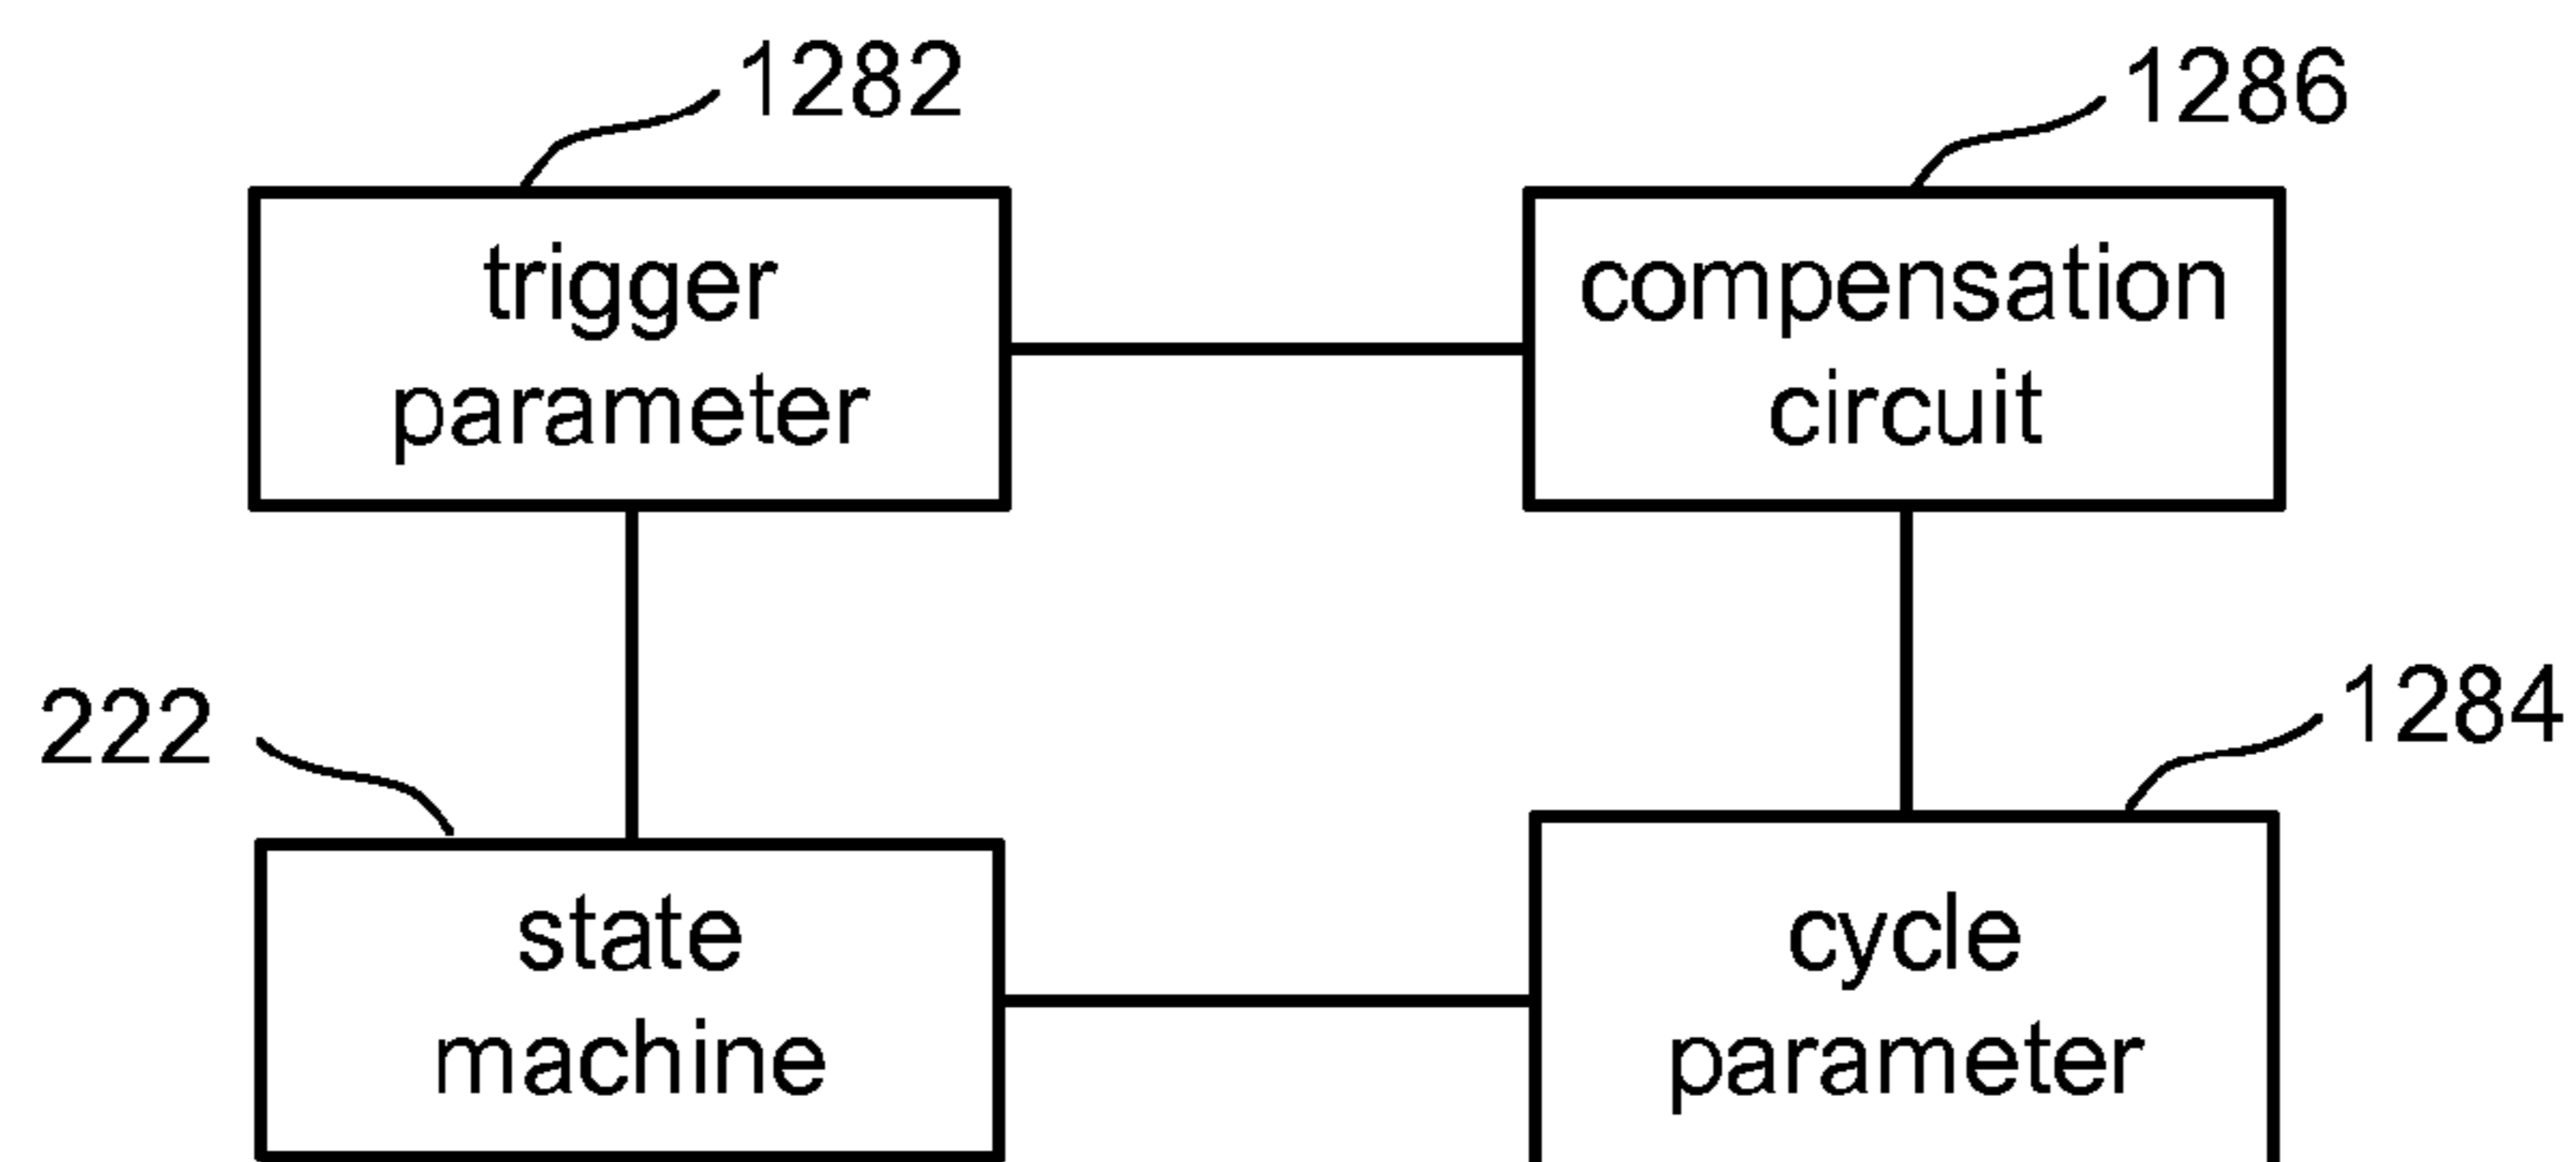 1282
1286
trigger
parameter
compensation
circuit
222
1284
state
machine
cycle
parameter